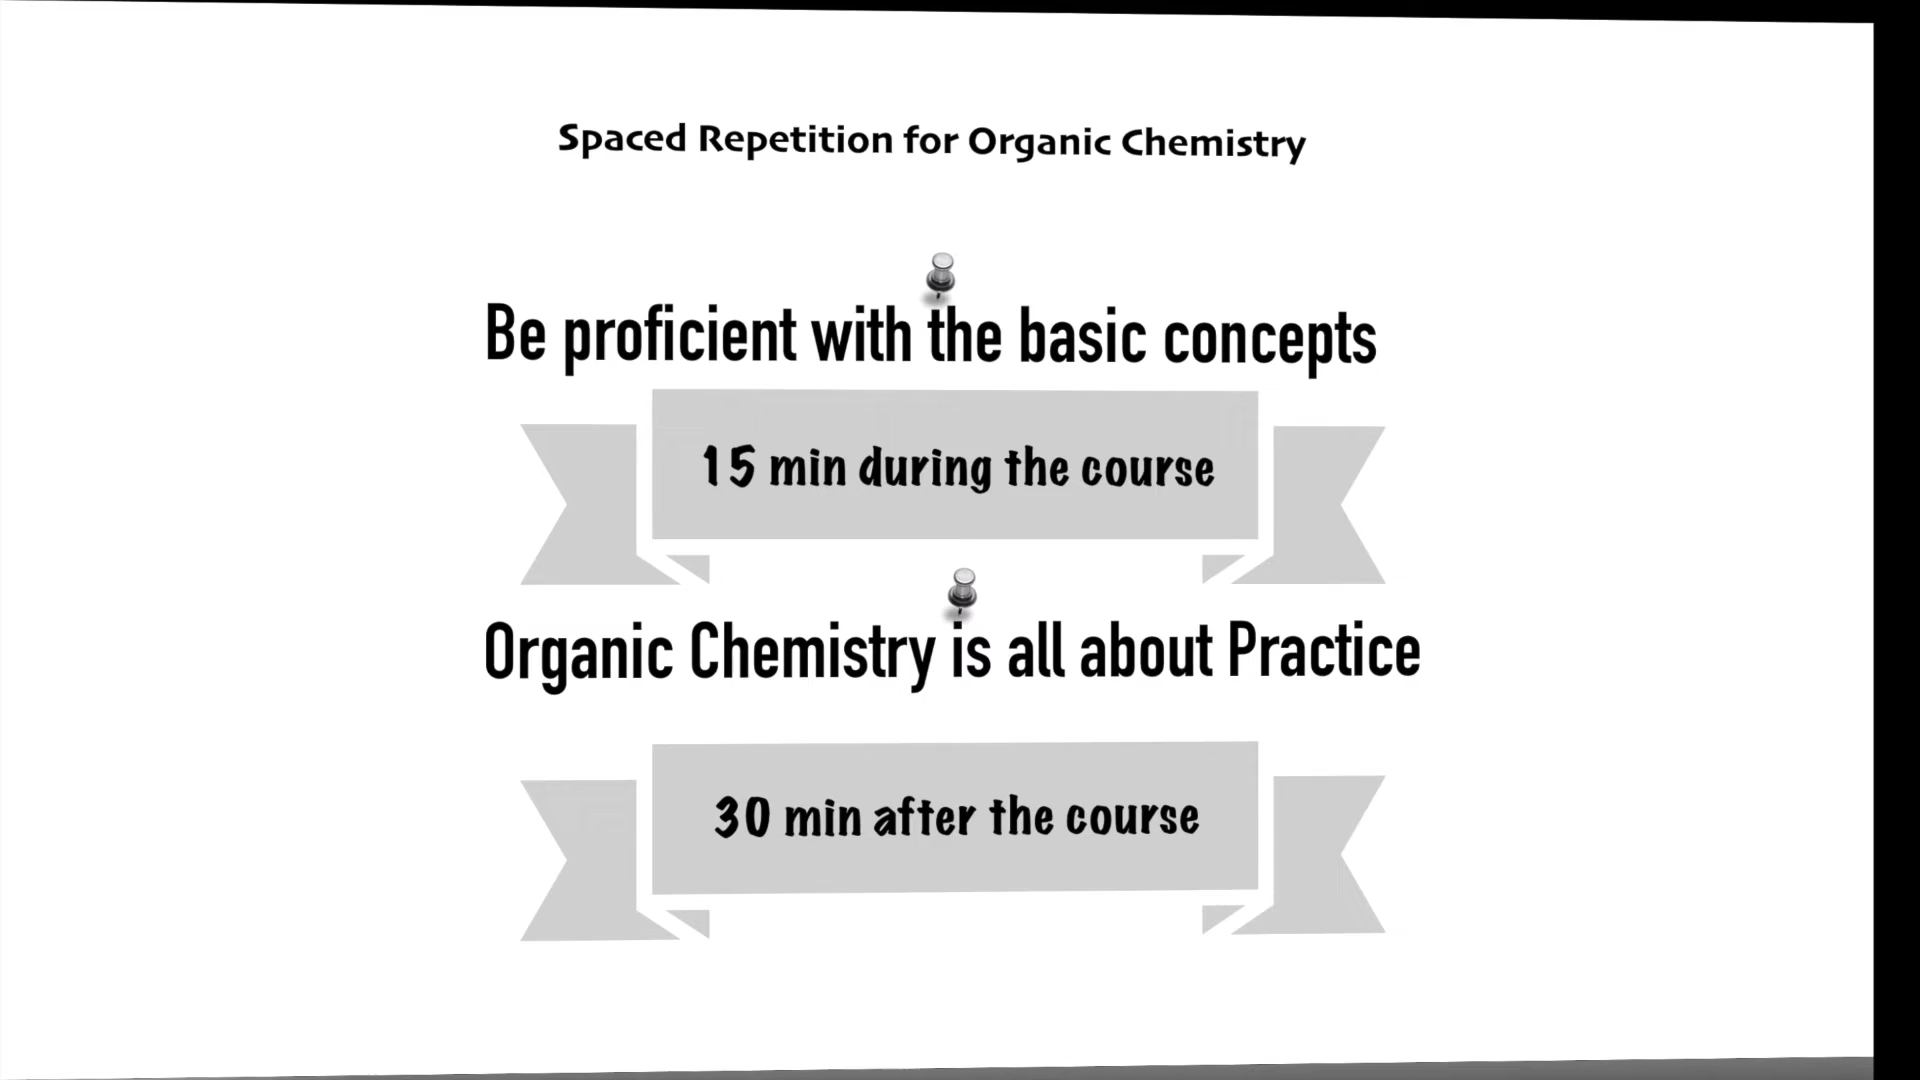 Spaced Repetition for Organic Chemistry
Be proficient with the basic concepts
15 min during the course
Organic Chemistry is all about Practice
30 min after the course